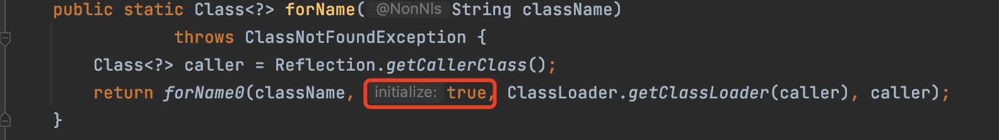 public static Class<?> forName( @NonNls String className)
throws ClassNotFoundException {
Class<?> caller = Reflection.getCallerClass();
return forName0(className, initialize: true, ClassLoader.getClassLoader(caller), caller);
}